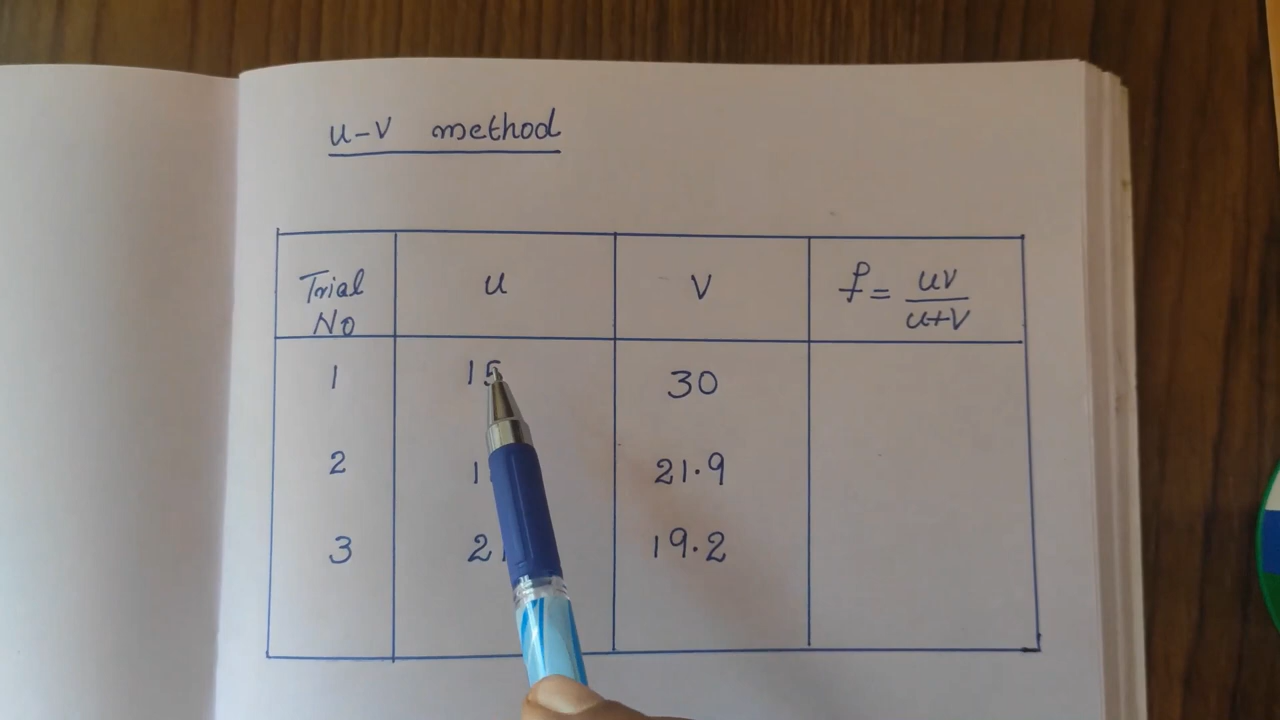 u-v method
Trial No u v f = uv/u+v
1 15 30
2 21.9
3 19.2